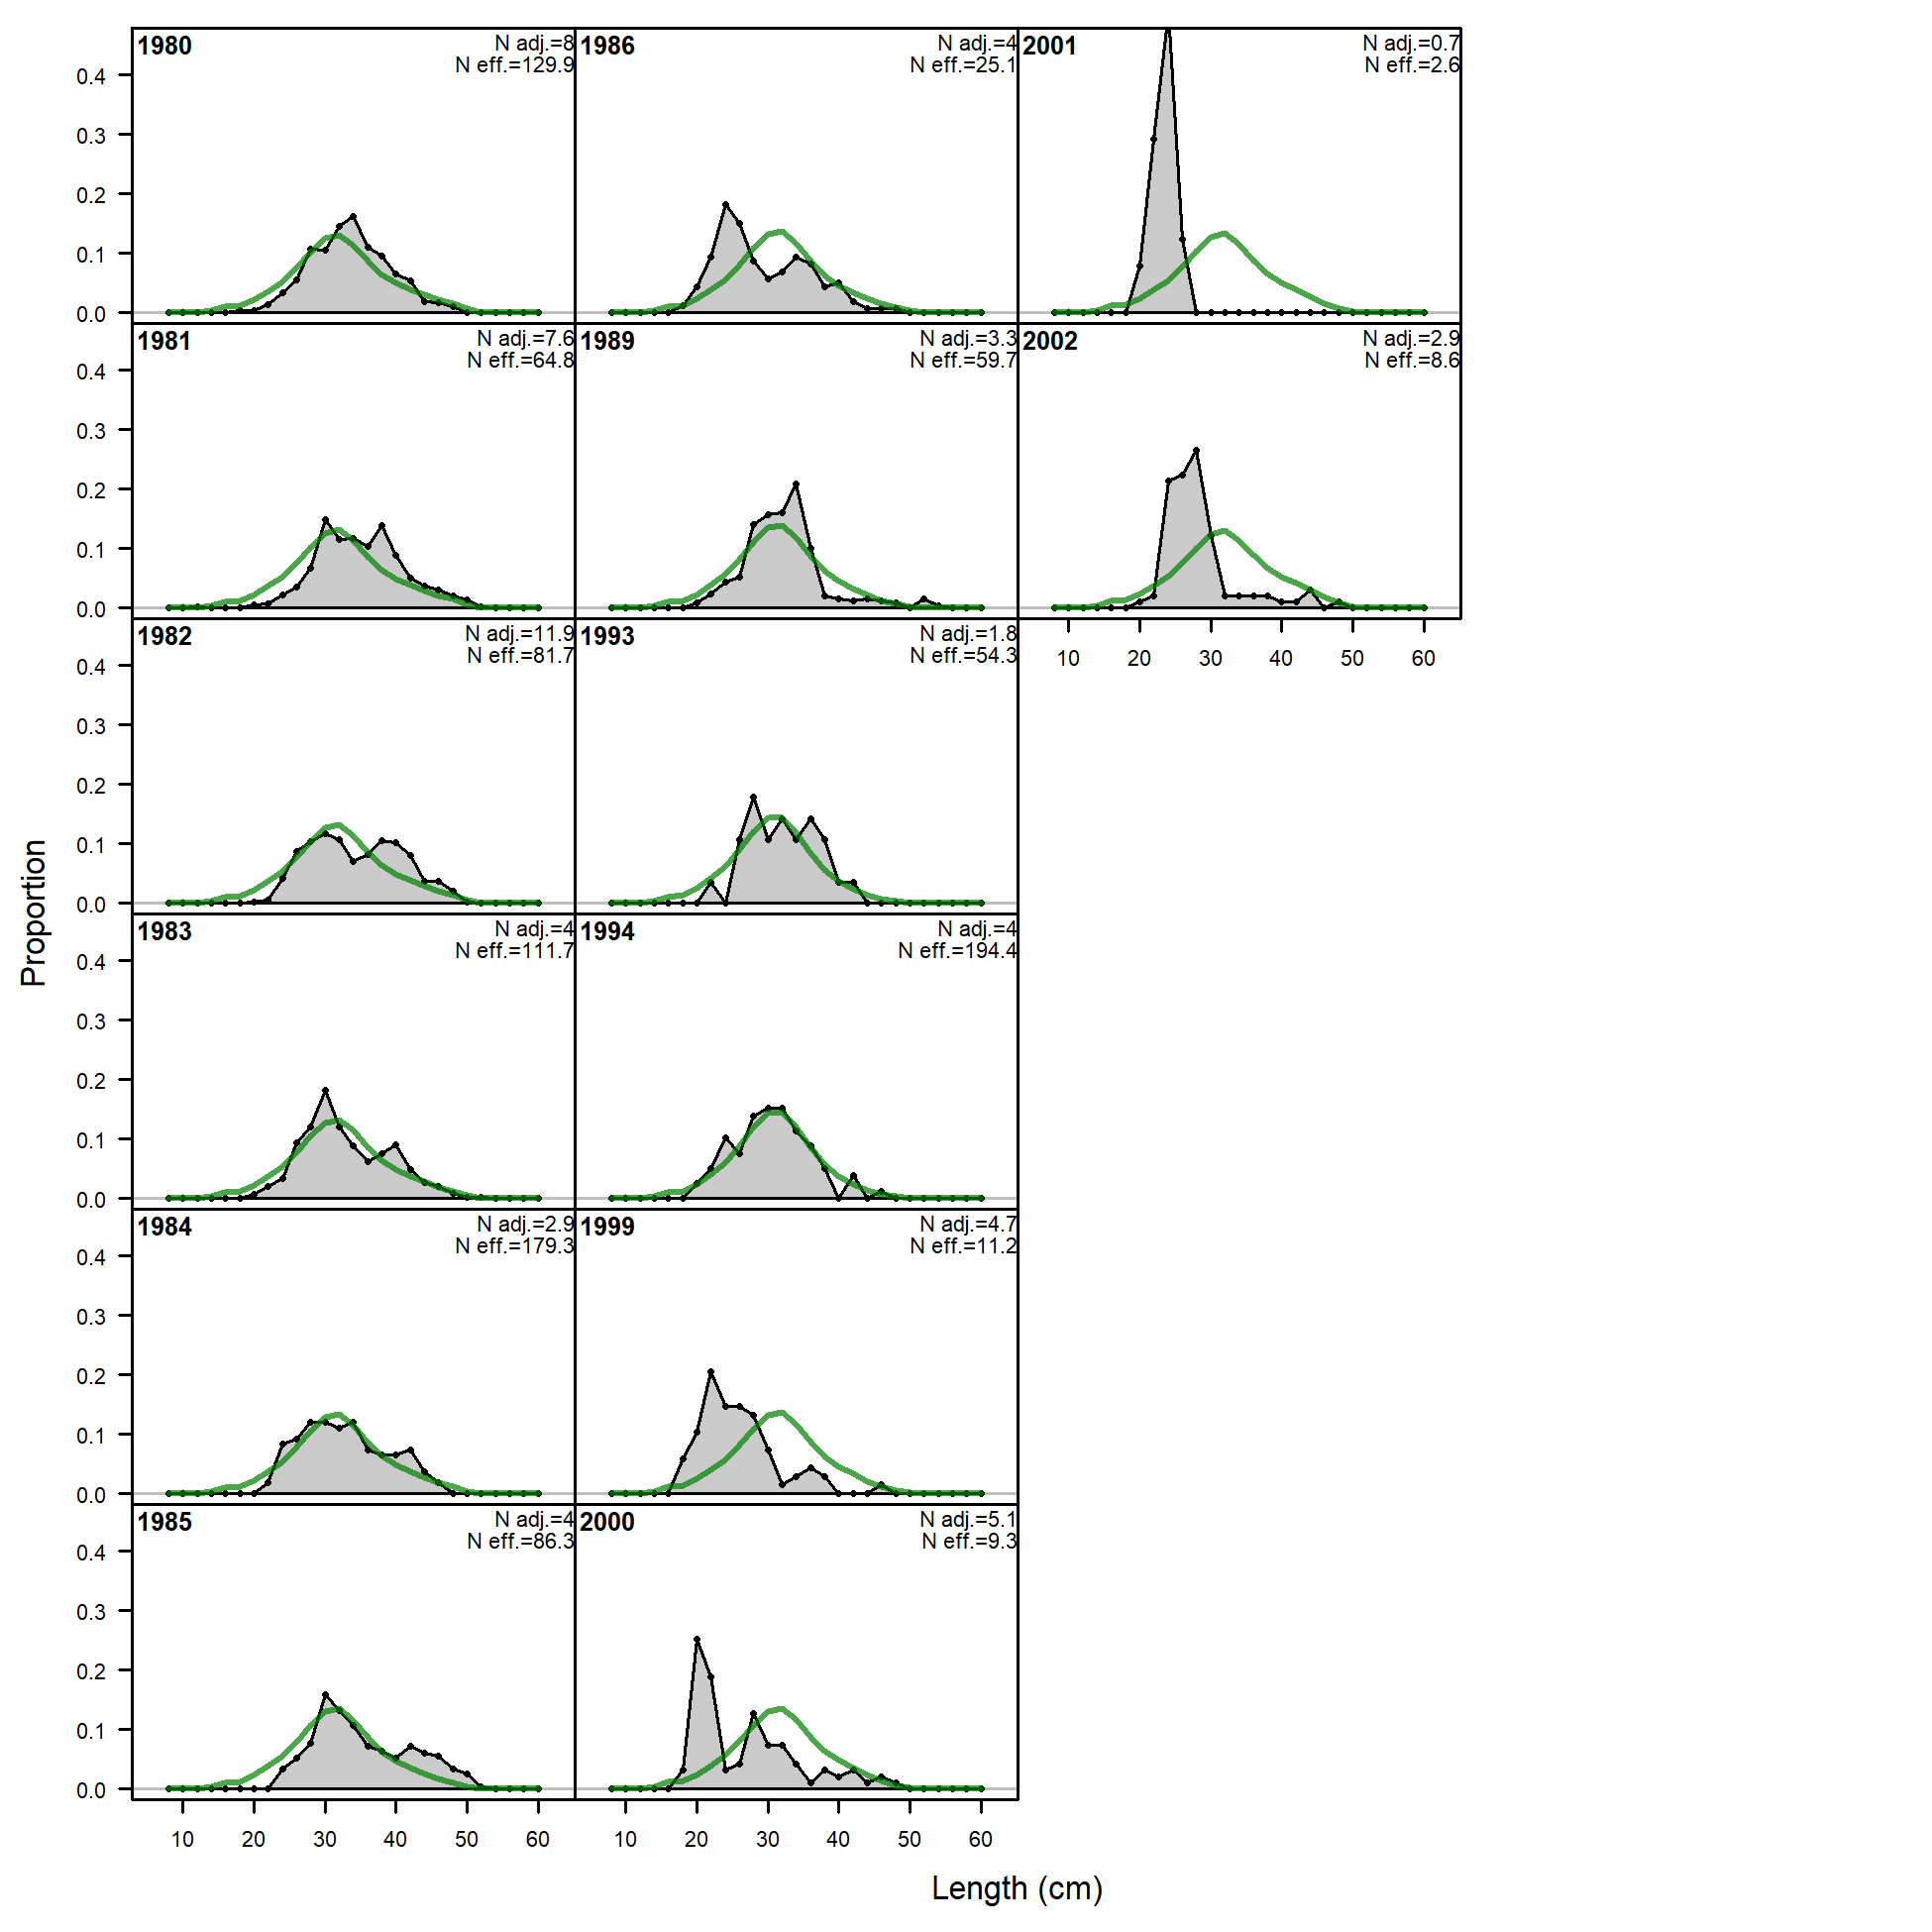 1980
N adj.=8
N eff.=129.9
1981
N adj.=7.6
N eff.=64.8
1982
N adj.=11.9
N eff.=81.7
1983
N adj.=4
N eff.=111.7
1984
N adj.=2.9
N eff.=179.3
1985
N adj.=4
N eff.=86.3
1986
N adj.=4
N eff.=25.1
1989
N adj.=3.3
N eff.=59.7
1993
N adj.=1.8
N eff.=54.3
1994
N adj.=4
N eff.=194.4
1999
N adj.=4.7
N eff.=11.2
2000
N adj.=5.1
N eff.=9.3
2001
N adj.=0.7
N eff.=2.6
2002
N adj.=2.9
N eff.=8.6
0.4
0.3
0.2
0.1
0.0
0.4
0.3
0.2
0.1
0.0
0.4
0.3
0.2
0.1
0.0
0.4
0.3
0.2
0.1
0.0
0.4
0.3
0.2
0.1
0.0
0.4
0.3
0.2
0.1
0.0
10 20 30 40 50 60
10 20 30 40 50 60
10 20 30 40 50 60
Proportion
Length (cm)